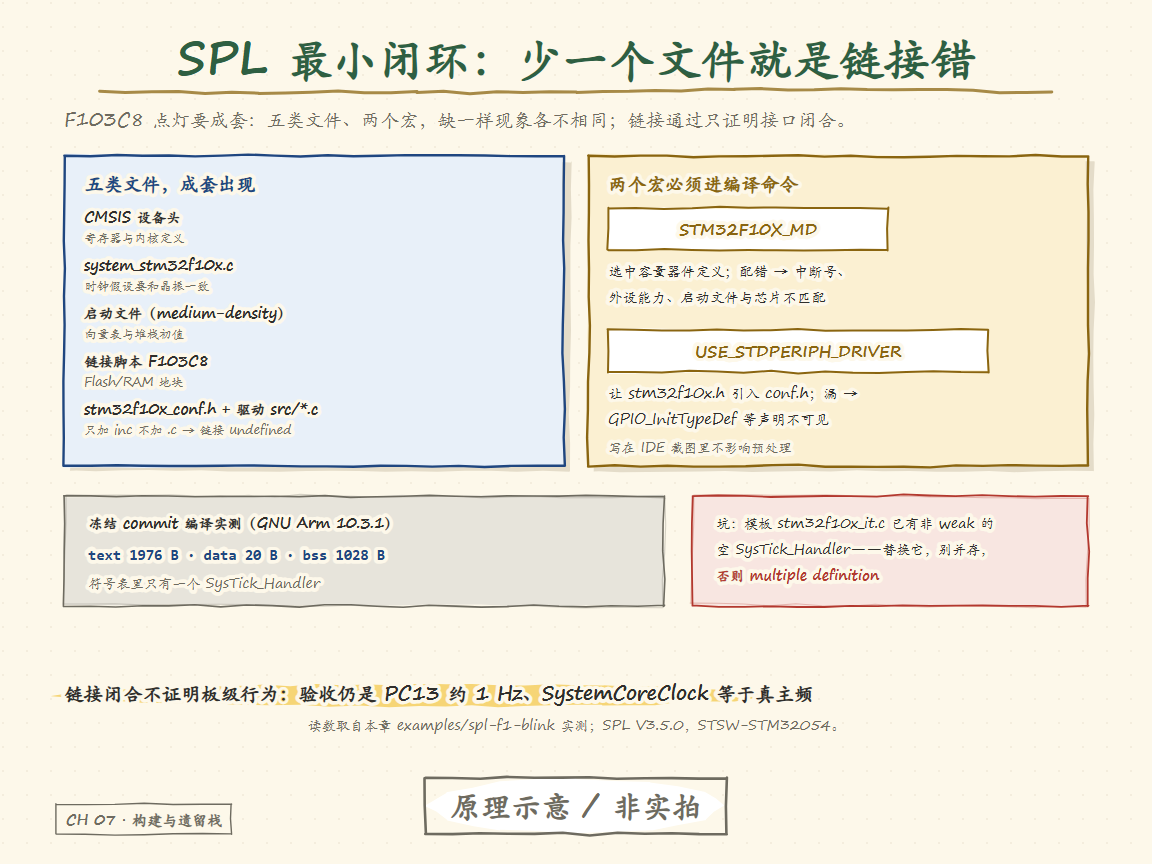 SPL 最小闭环：少一个文件就是链接错
F103C8 点灯要成套：五类文件、两个宏，缺一样现象各不相同；链接通过只证明接口闭合。
五类文件，成套出现
CMSIS 设备头
寄存器与内核定义
system_stm32f10x.c
时钟假设要和晶振一致
启动文件（medium-density）
向量表与堆栈初值
链接脚本 F103C8
Flash/RAM 地块
stm32f10x_conf.h + 驱动 src/*.c
只加 inc 不加 .c → 链接 undefined
两个宏必须进编译命令
STM32F10X_MD
选中容量器件定义；配错 → 中断号、
外设能力、启动文件与芯片不匹配
USE_STDPERIPH_DRIVER
让 stm32f10x.h 引入 conf.h；漏 →
GPIO_InitTypeDef 等声明不可见
写在 IDE 截图里不影响预处理
冻结 commit 编译实测（GNU Arm 10.3.1）
text 1976 B · data 20 B · bss 1028 B
符号表里只有一个 SysTick_Handler
坑：模板 stm32f10x_it.c 已有非 weak 的
空 SysTick_Handler——替换它，别并存，
否则 multiple definition
链接闭合不证明板级行为：验收仍是 PC13 约 1 Hz、SystemCoreClock 等于真主频
读数取自本章 examples/spl-f1-blink 实测；SPL V3.5.0，STSW-STM32054。
原理示意 / 非实拍
CH 07 · 构建与遗留栈